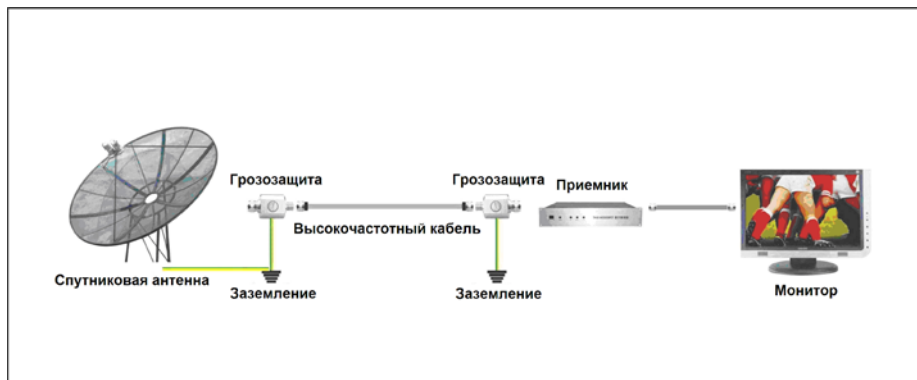 Грозозащита
Грозозащита
Приемник
Высокочастотный кабель
Спутниковая антенна
Заземление
Заземление
Монитор